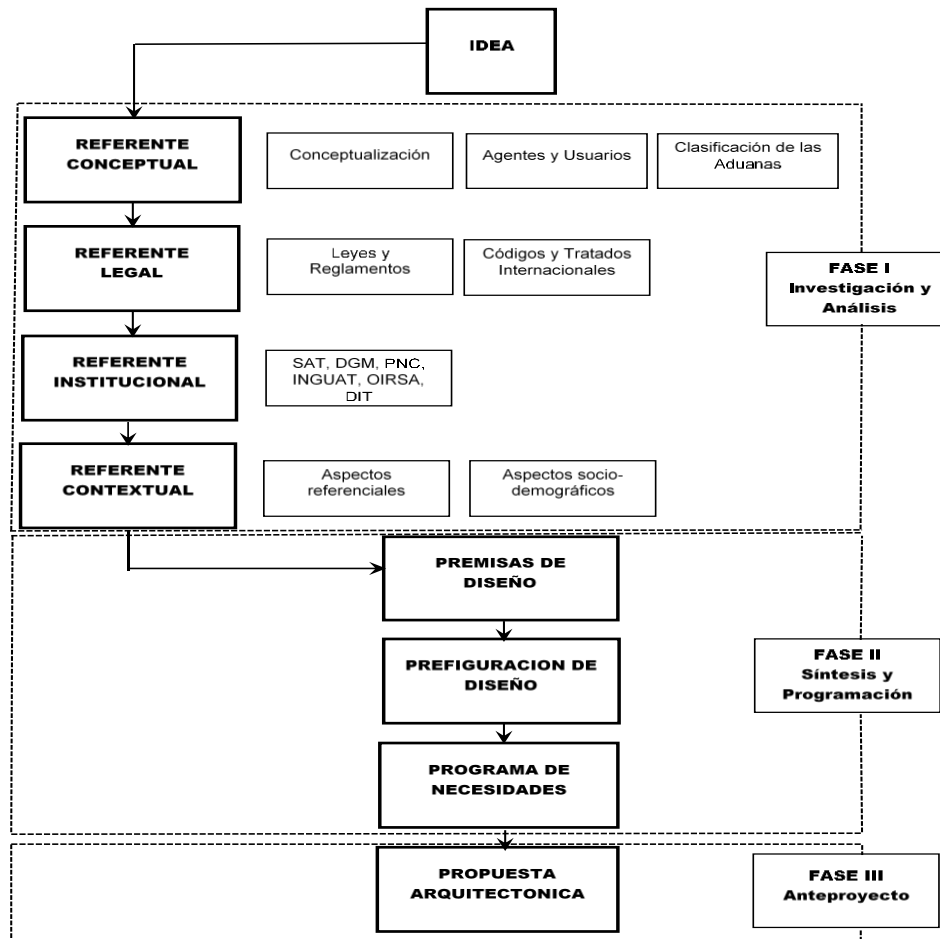 IDEA
REFERENTE
CONCEPTUAL
Conceptualización
Agentes y Usuarios
Clasificación de las
Aduanas
REFERENTE
LEGAL
Leyes y
Reglamentos
Códigos y Tratados
Internacionales
FASE I
Investigación y
Análisis
REFERENTE
INSTITUCIONAL
SAT, DGM, PNC,
INGUAT, OIRSA,
DIT
REFERENTE
CONTEXTUAL
Aspectos
referenciales
Aspectos socio-
demográficos
PREMISAS DE
DISEÑO
PREFIGURACION DE
DISEÑO
FASE II
Síntesis y
Programación
PROGRAMA DE
NECESIDADES
PROPUESTA
ARQUITECTONICA
FASE III
Anteproyecto